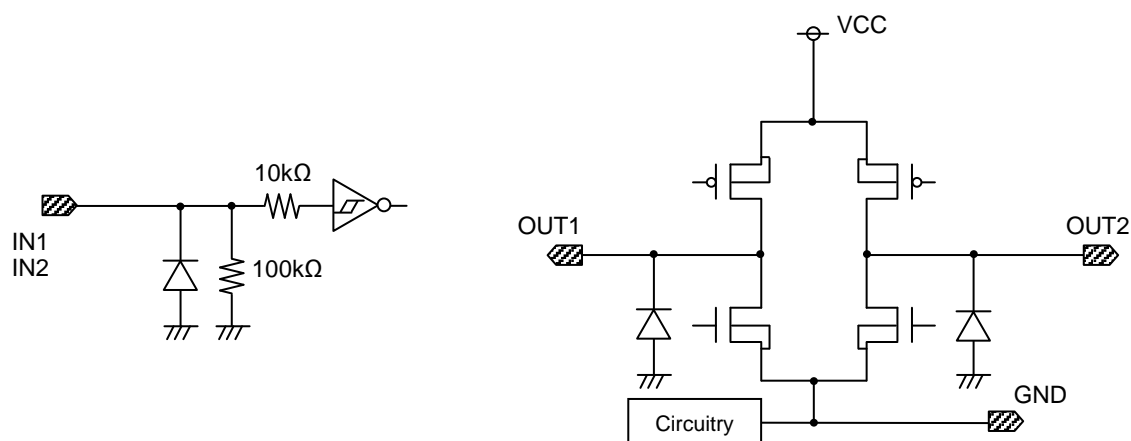 IN1
IN2
10kΩ
100kΩ
VCC
OUT1
OUT2
GND
Circuitry